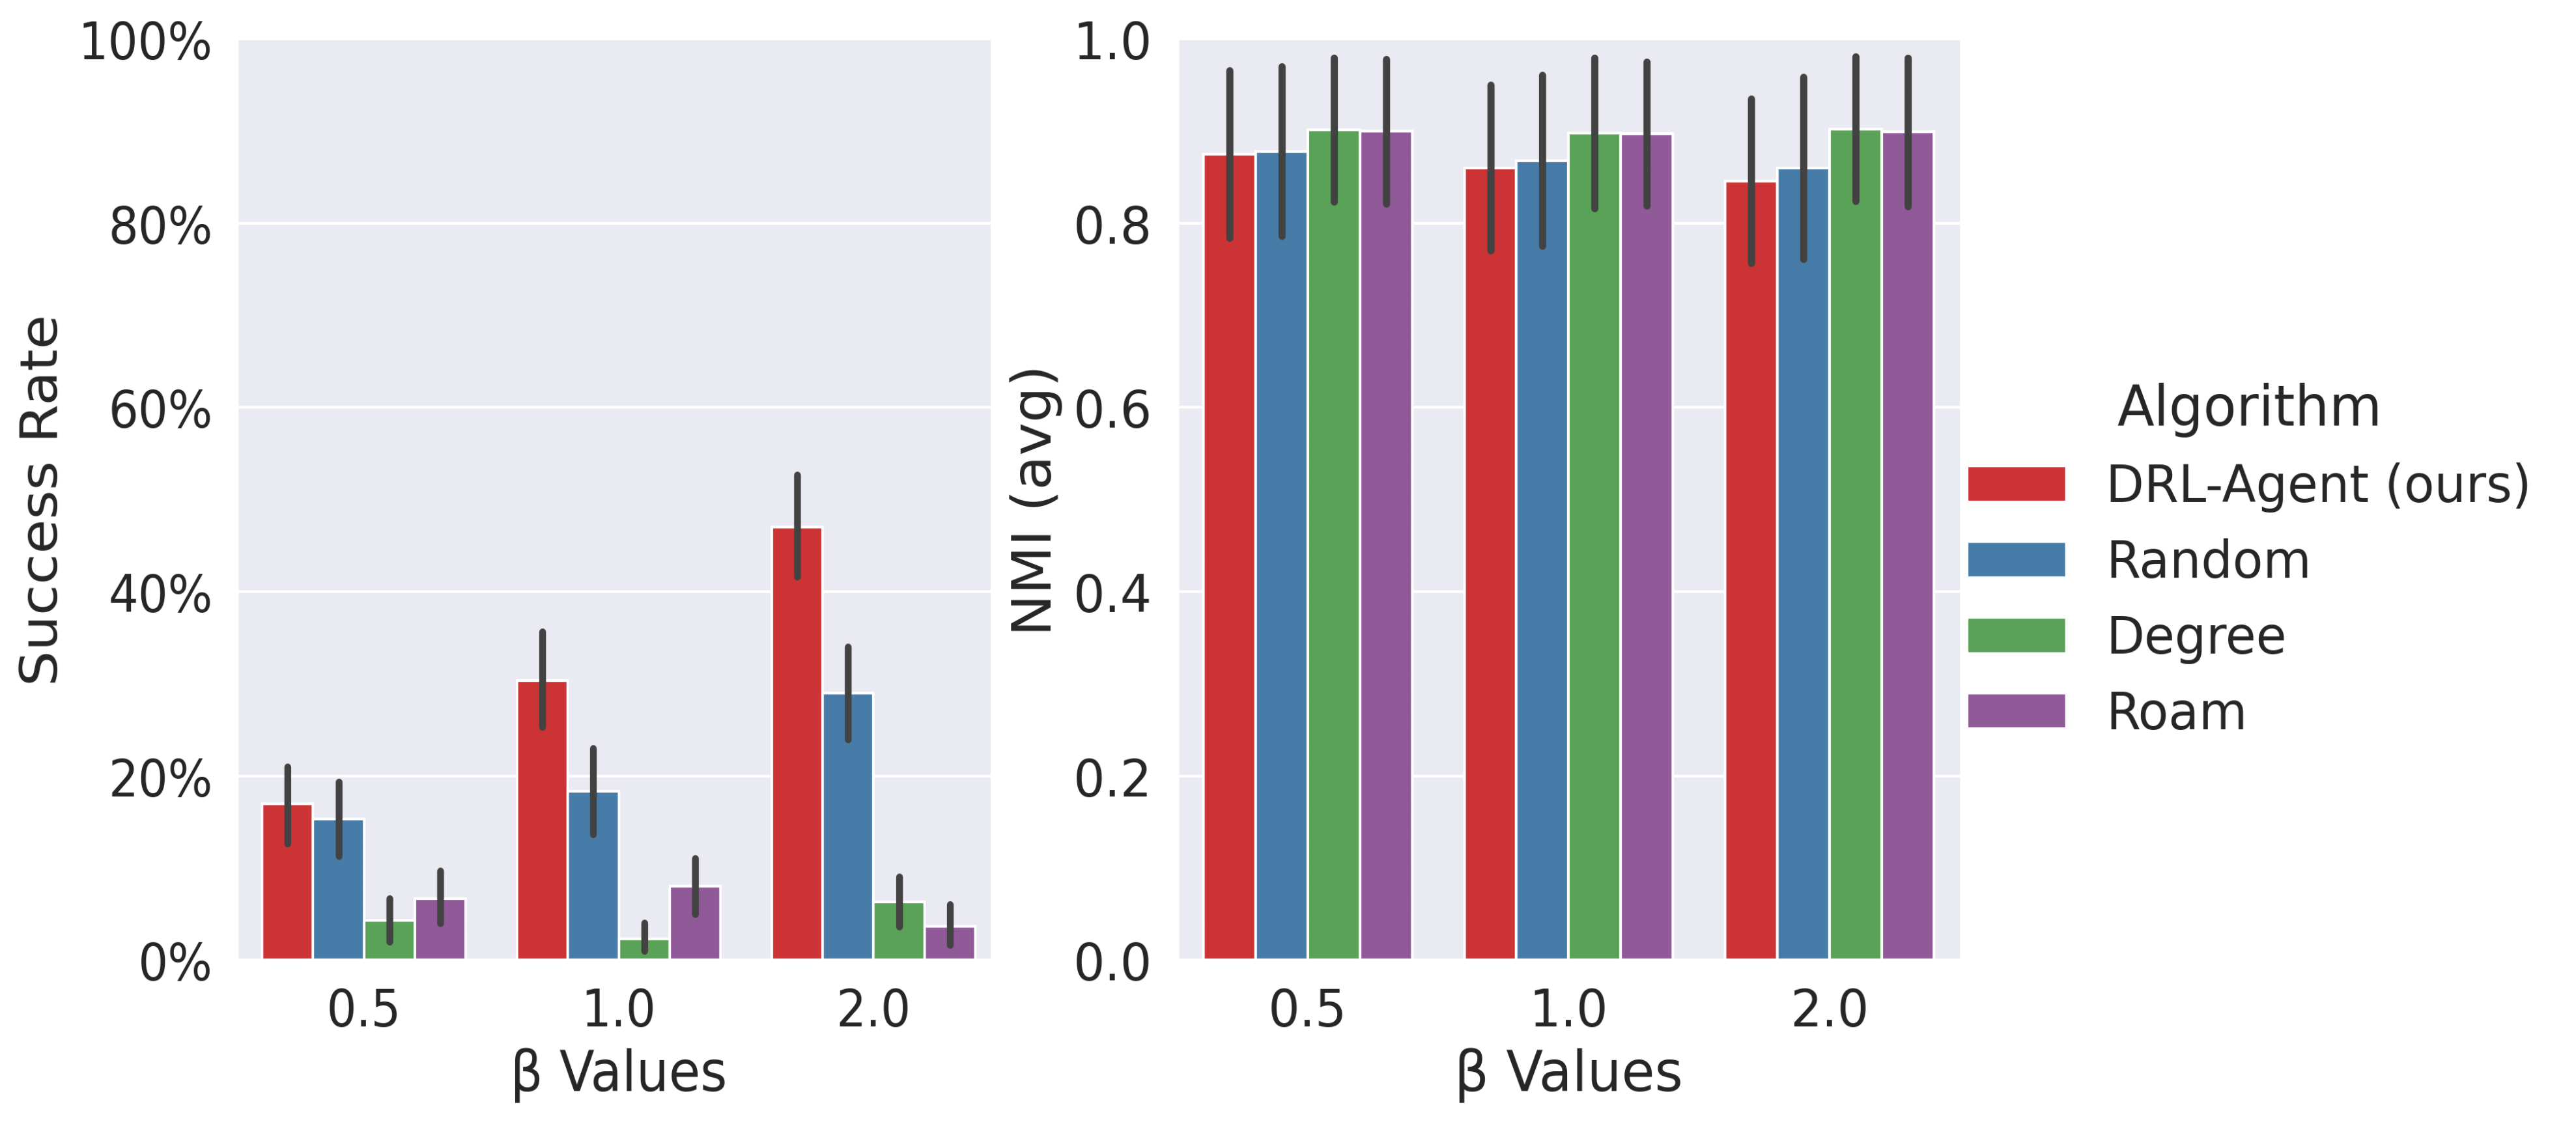 100%
80%
60%
40%
20%
0%
Success Rate
0.5 1.0 2.0
β Values
1.0
0.8
0.6
0.4
0.2
0.0
NMI (avg)
0.5 1.0 2.0
β Values
Algorithm
DRL-Agent (ours)
Random
Degree
Roam